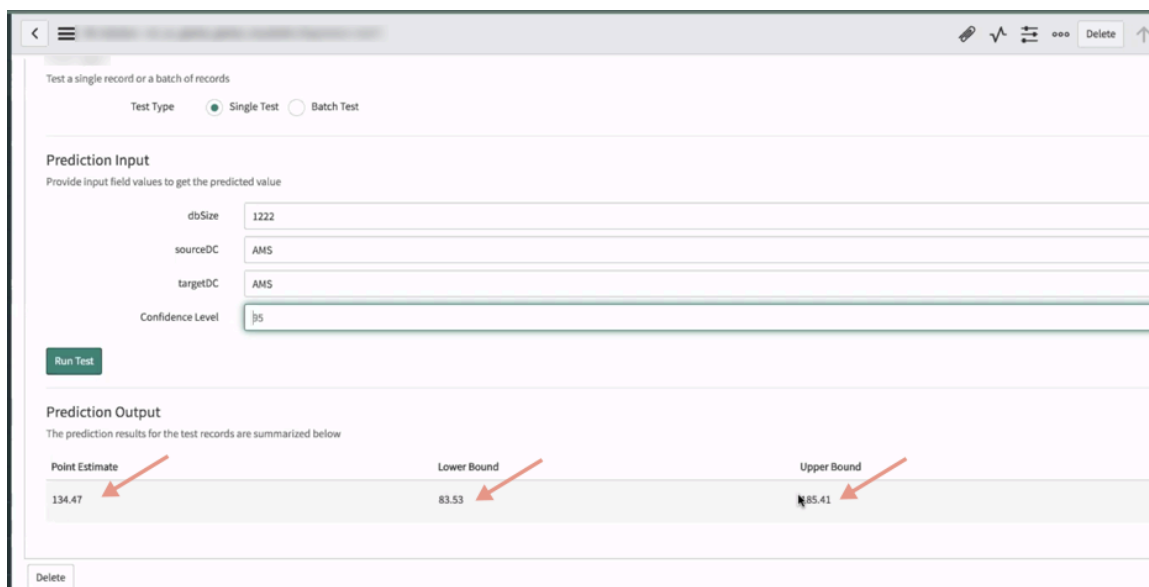 Delete
Test a single record or a batch of records
Test Type Single Test Batch Test
Prediction Input
Provide input field values to get the predicted value
dbSize 1222
sourceDC AMS
targetDC AMS
Confidence Level 95
Run Test
Prediction Output
The prediction results for the test records are summarized below
Point Estimate Lower Bound Upper Bound
134.47 83.53 185.41
Delete